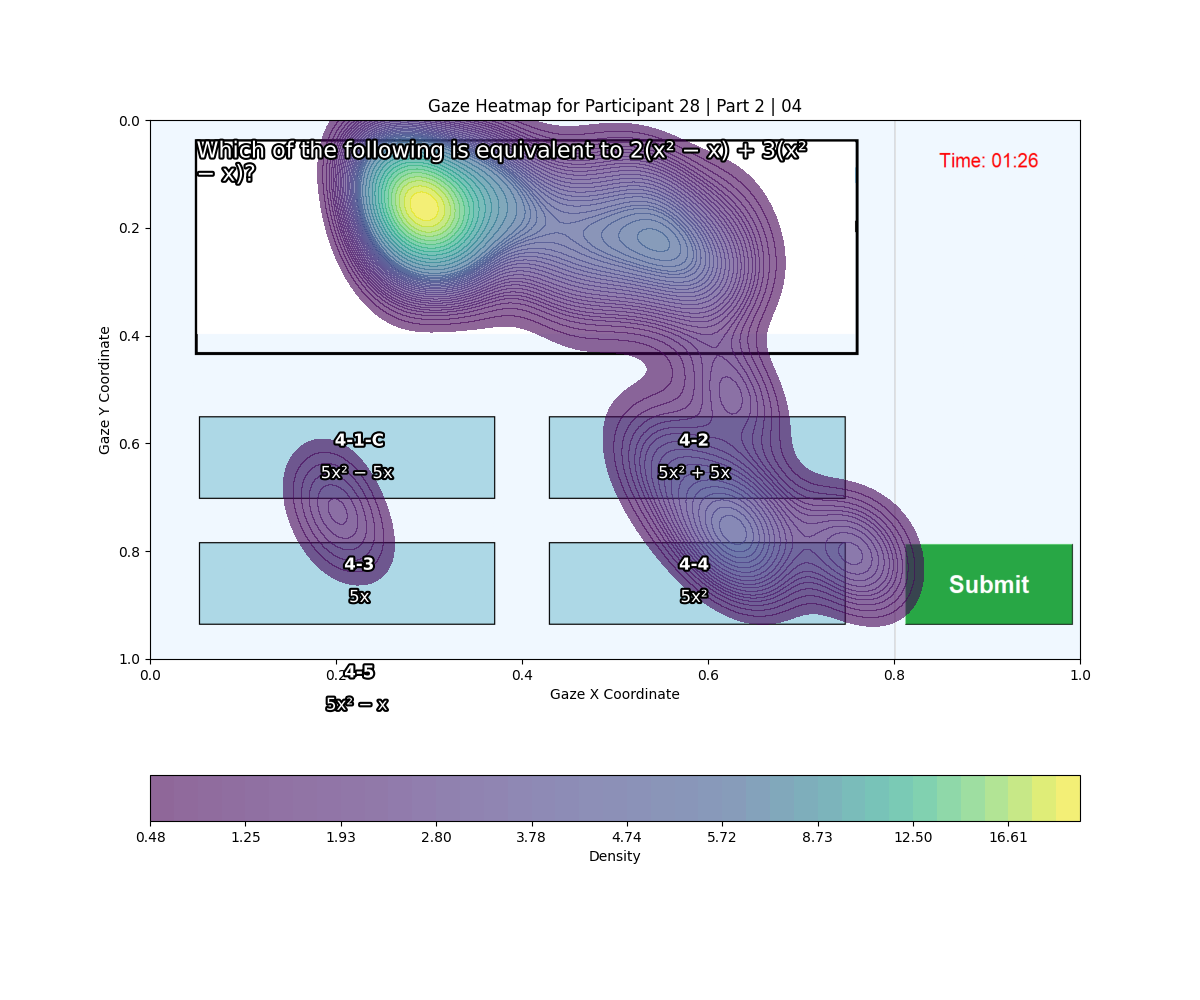 Gaze Heatmap for Participant 28 | Part 2 | 04
Which of the following is equivalent to 2(x² − x) + 3(x²
− x)?
Time: 01:26
0.0
0.2
0.4
0.6
0.8
1.0
Gaze Y Coordinate
4-1-C
5x² − 5x
4-2
5x² + 5x
4-3
5x
4-4
5x²
Submit
0.0
0.2
0.4
0.6
0.8
1.0
4-5
5x² − x
Gaze X Coordinate
0.48
1.25
1.93
2.80
3.78
4.74
5.72
8.73
12.50
16.61
Density